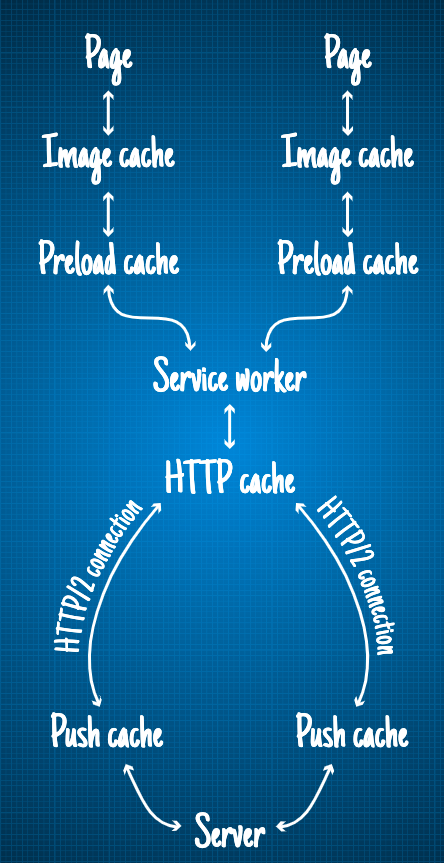 Page
Page
Image cache
Image cache
Preload cache
Preload cache
Service worker
HTTP cache
HTTP/2 connection
HTTP/2 connection
Push cache
Push cache
Server